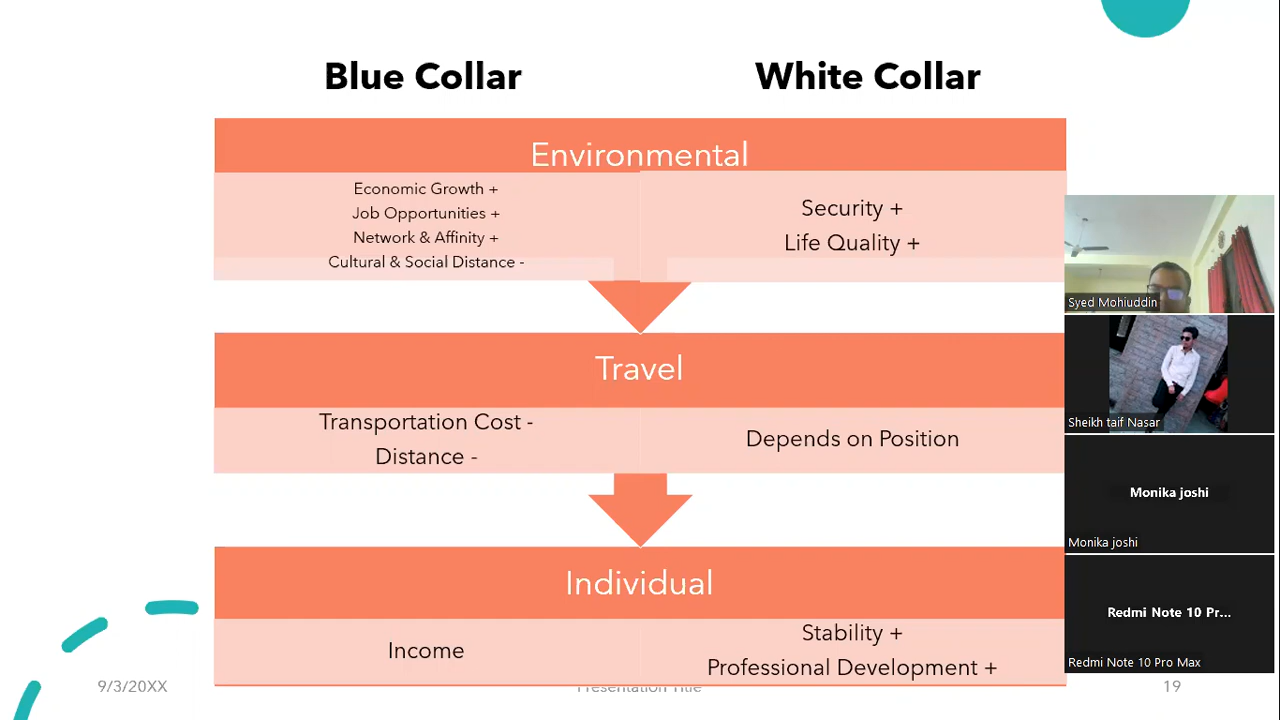 Blue Collar
White Collar
Environmental
Economic Growth +
Job Opportunities +
Network & Affinity +
Cultural & Social Distance -
Security +
Life Quality +
Travel
Transportation Cost -
Distance -
Depends on Position
Individual
Income
Stability +
Professional Development +
9/3/20XX
Presentation Title
19
Syed Mohiuddin
Sheikh taif Nasar
Monika joshi
Monika joshi
Redmi Note 10 Pr...
Redmi Note 10 Pro Max